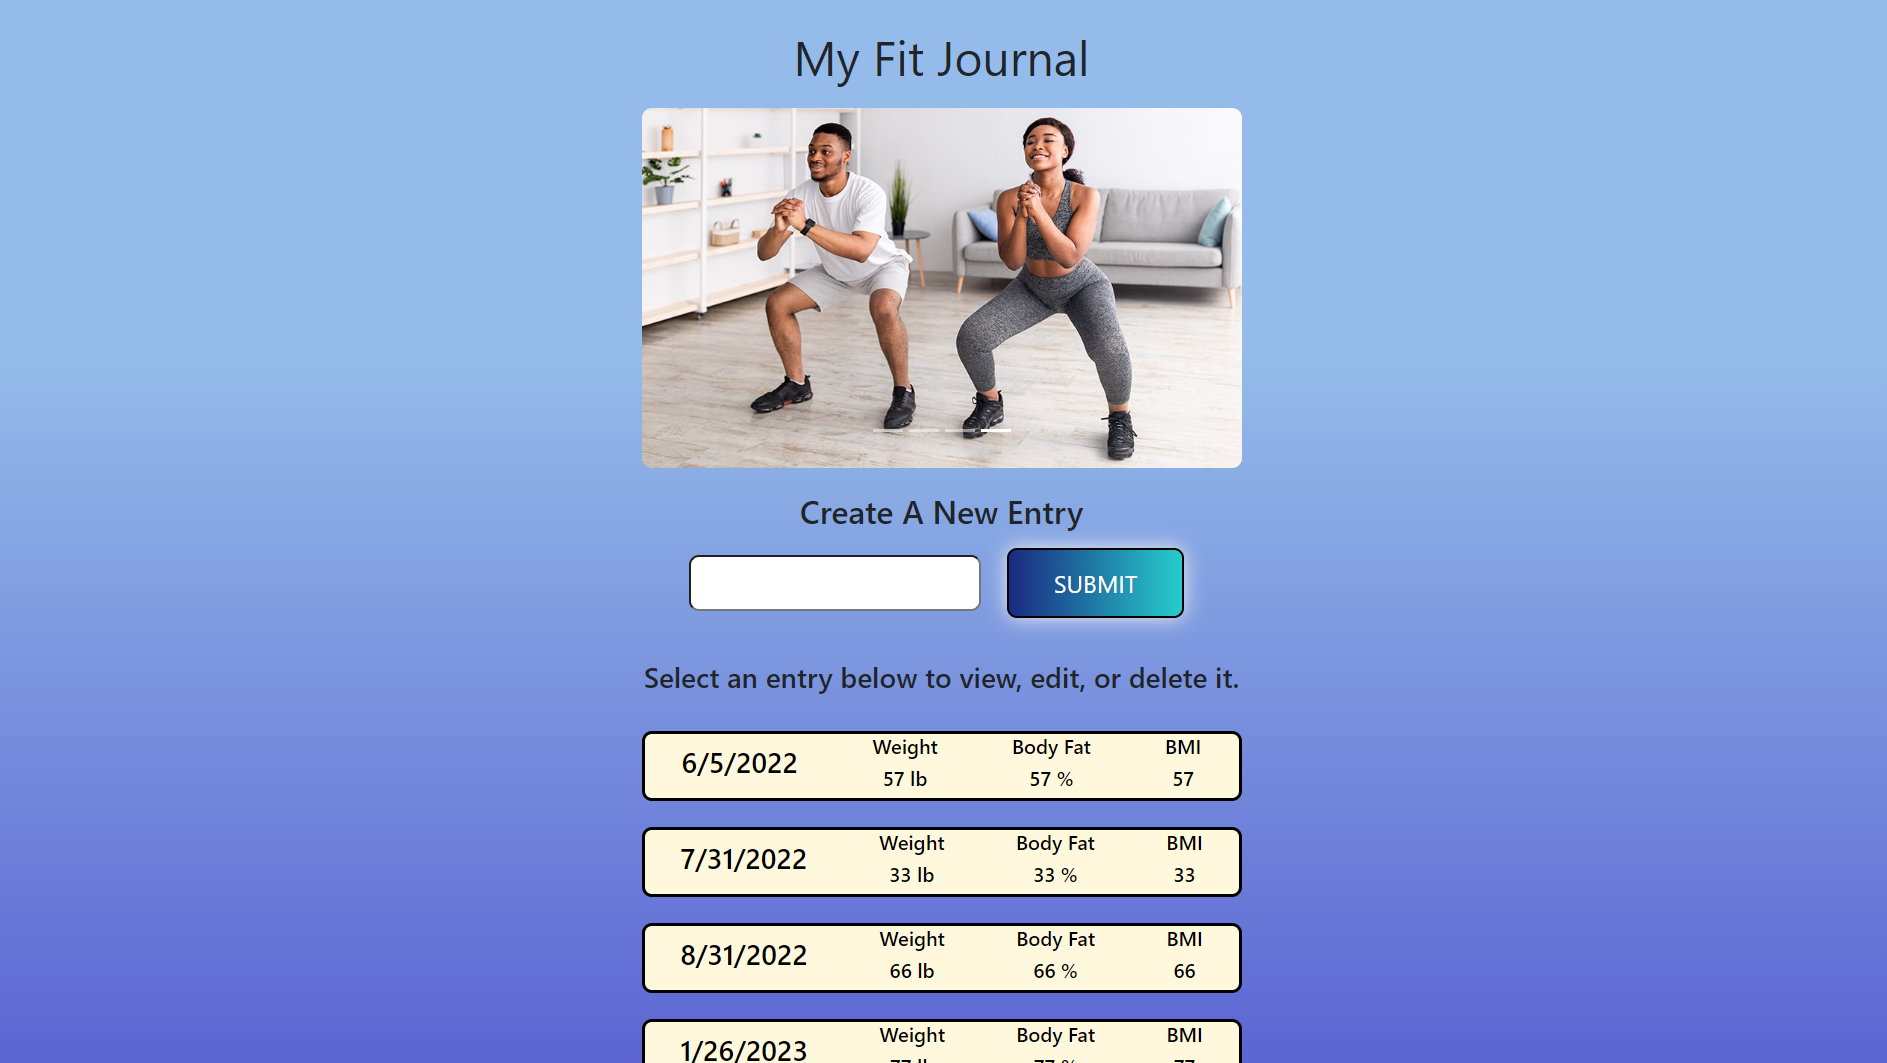 My Fit Journal
Create A New Entry
SUBMIT
Select an entry below to view, edit, or delete it.
6/5/2022 Weight Body Fat BMI
57 lb 57 % 57
7/31/2022 Weight Body Fat BMI
33 lb 33 % 33
8/31/2022 Weight Body Fat BMI
66 lb 66 % 66
1/26/2023 Weight Body Fat BMI